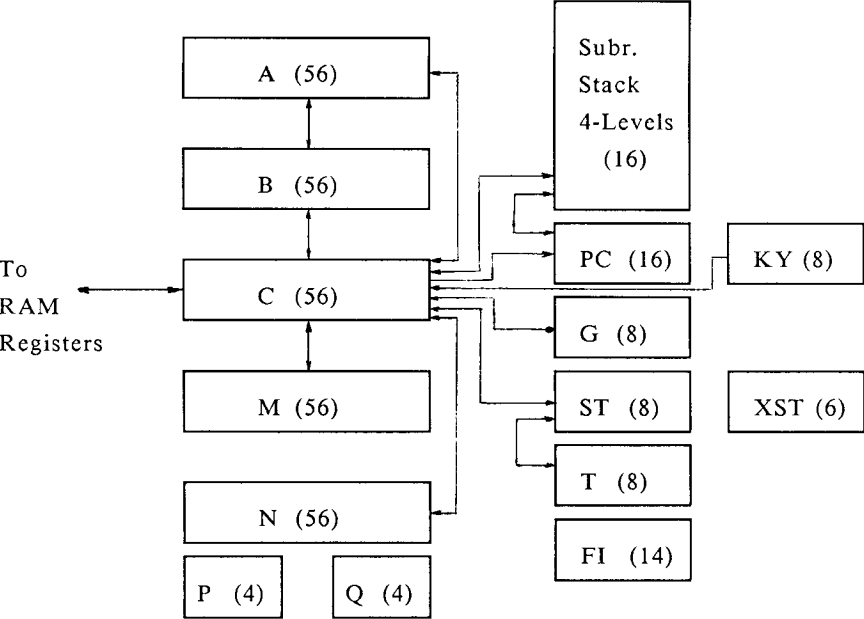 A (56)
B (56)
C (56)
M (56)
N (56)
P (4)
Q (4)
To
RAM
Registers
Subr.
Stack
4-Levels
(16)
PC (16)
KY (8)
G (8)
ST (8)
XST (6)
T (8)
FI (14)